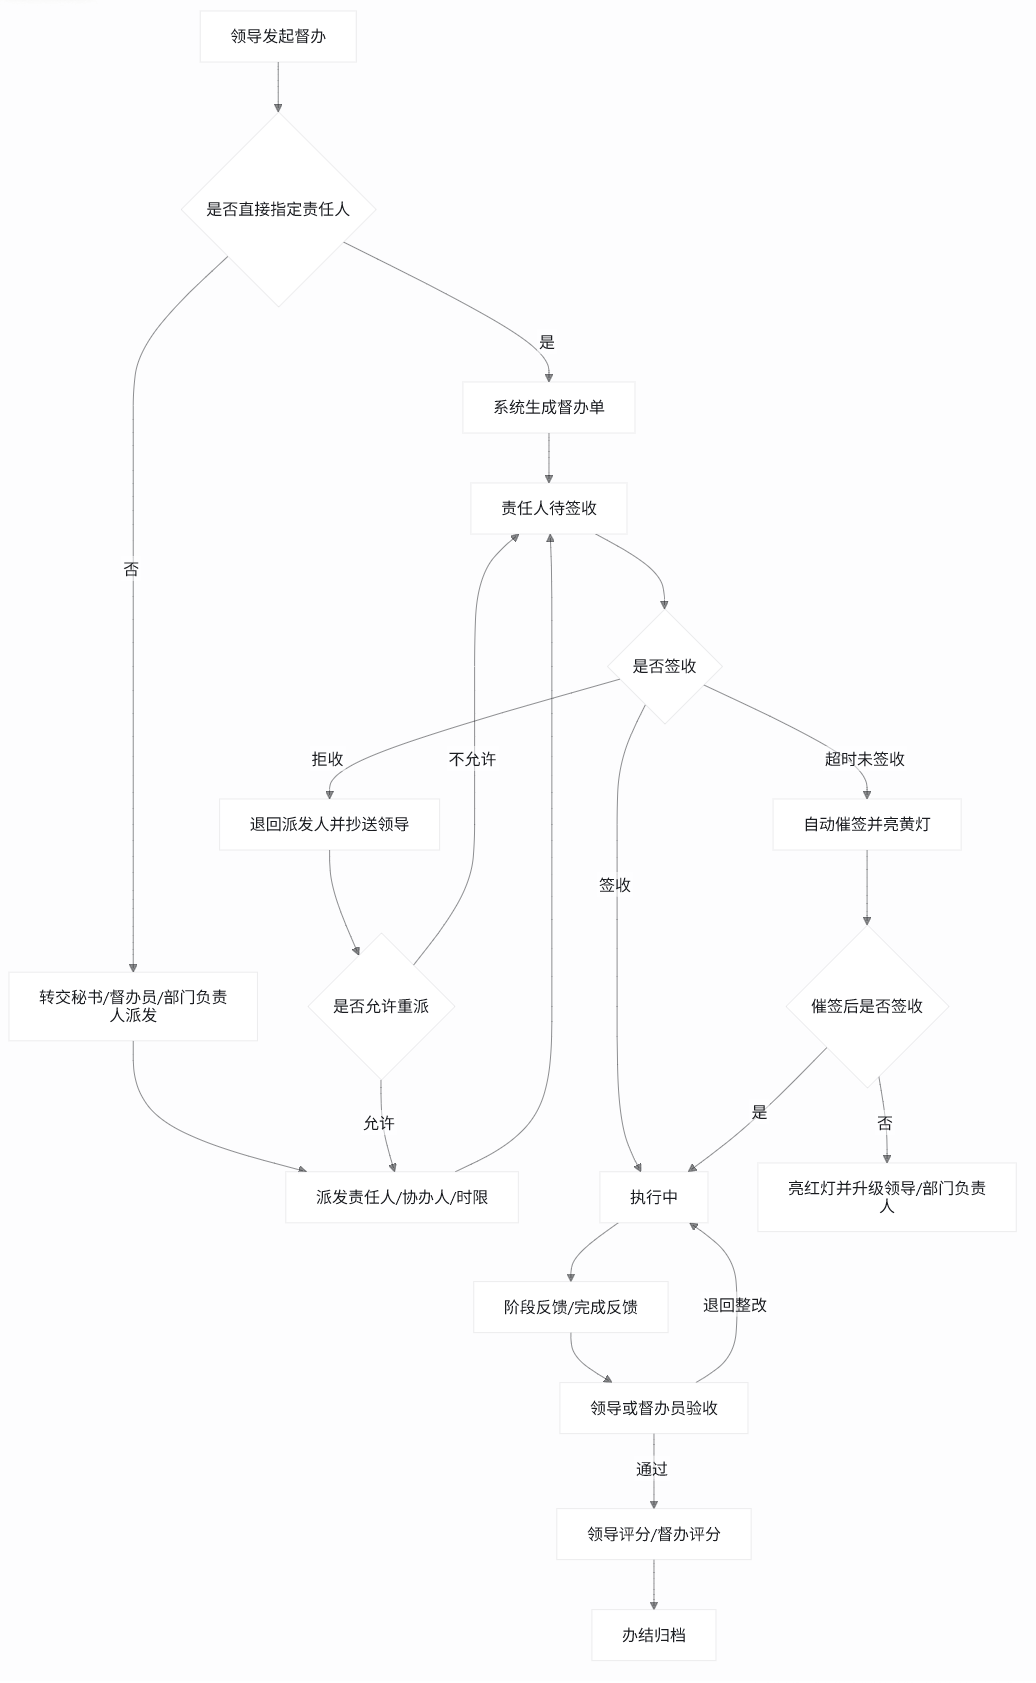 领导发起督办
是否直接指定责任人
是
系统生成督办单
责任人待签收
否
是否签收
拒收
不允许
超时未签收
退回派发人并抄送领导
自动催签并亮黄灯
签收
转交秘书/督办员/部门负责
人派发
是否允许重派
催签后是否签收
是
允许
否
派发责任人/协办人/时限
执行中
亮红灯并升级领导/部门负责
人
阶段反馈/完成反馈
退回整改
领导或督办员验收
通过
领导评分/督办评分
办结归档